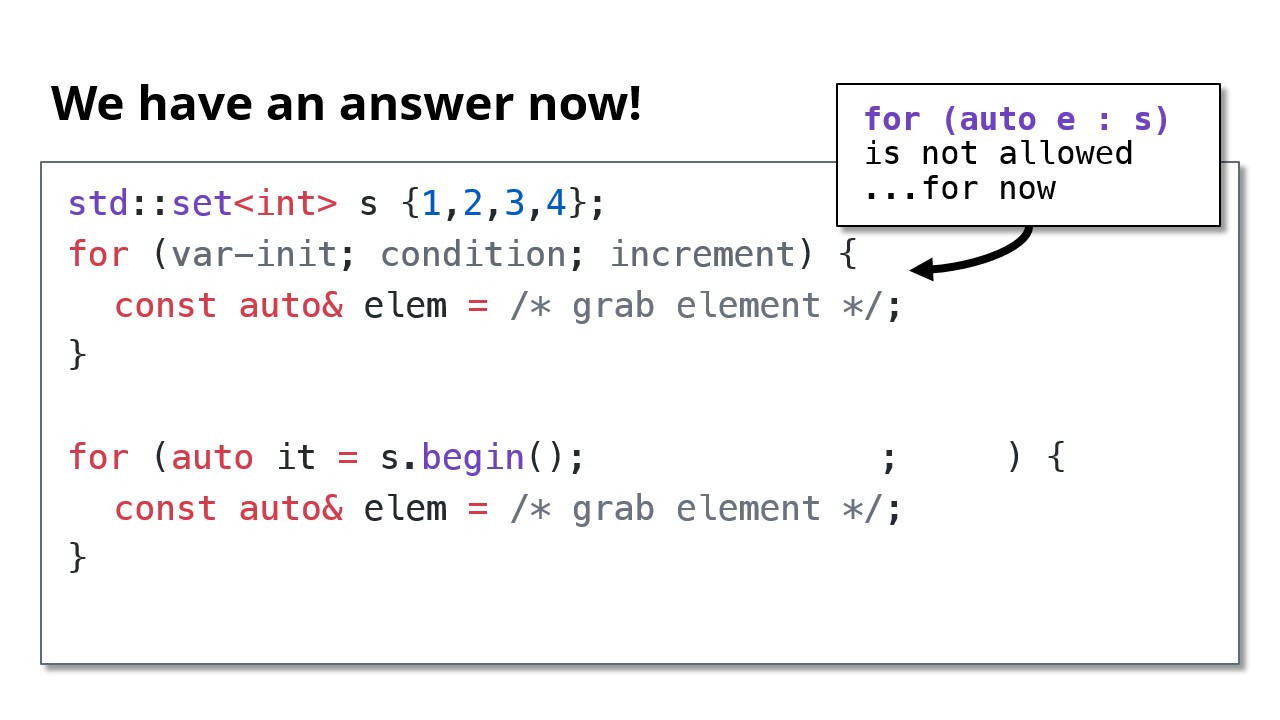 We have an answer now!
for (auto e : s)
is not allowed
...for now
std::set<int> s {1,2,3,4};
for (var-init; condition; increment) {
  const auto& elem = /* grab element */;
}
for (auto it = s.begin();              ;     ) {
  const auto& elem = /* grab element */;
}